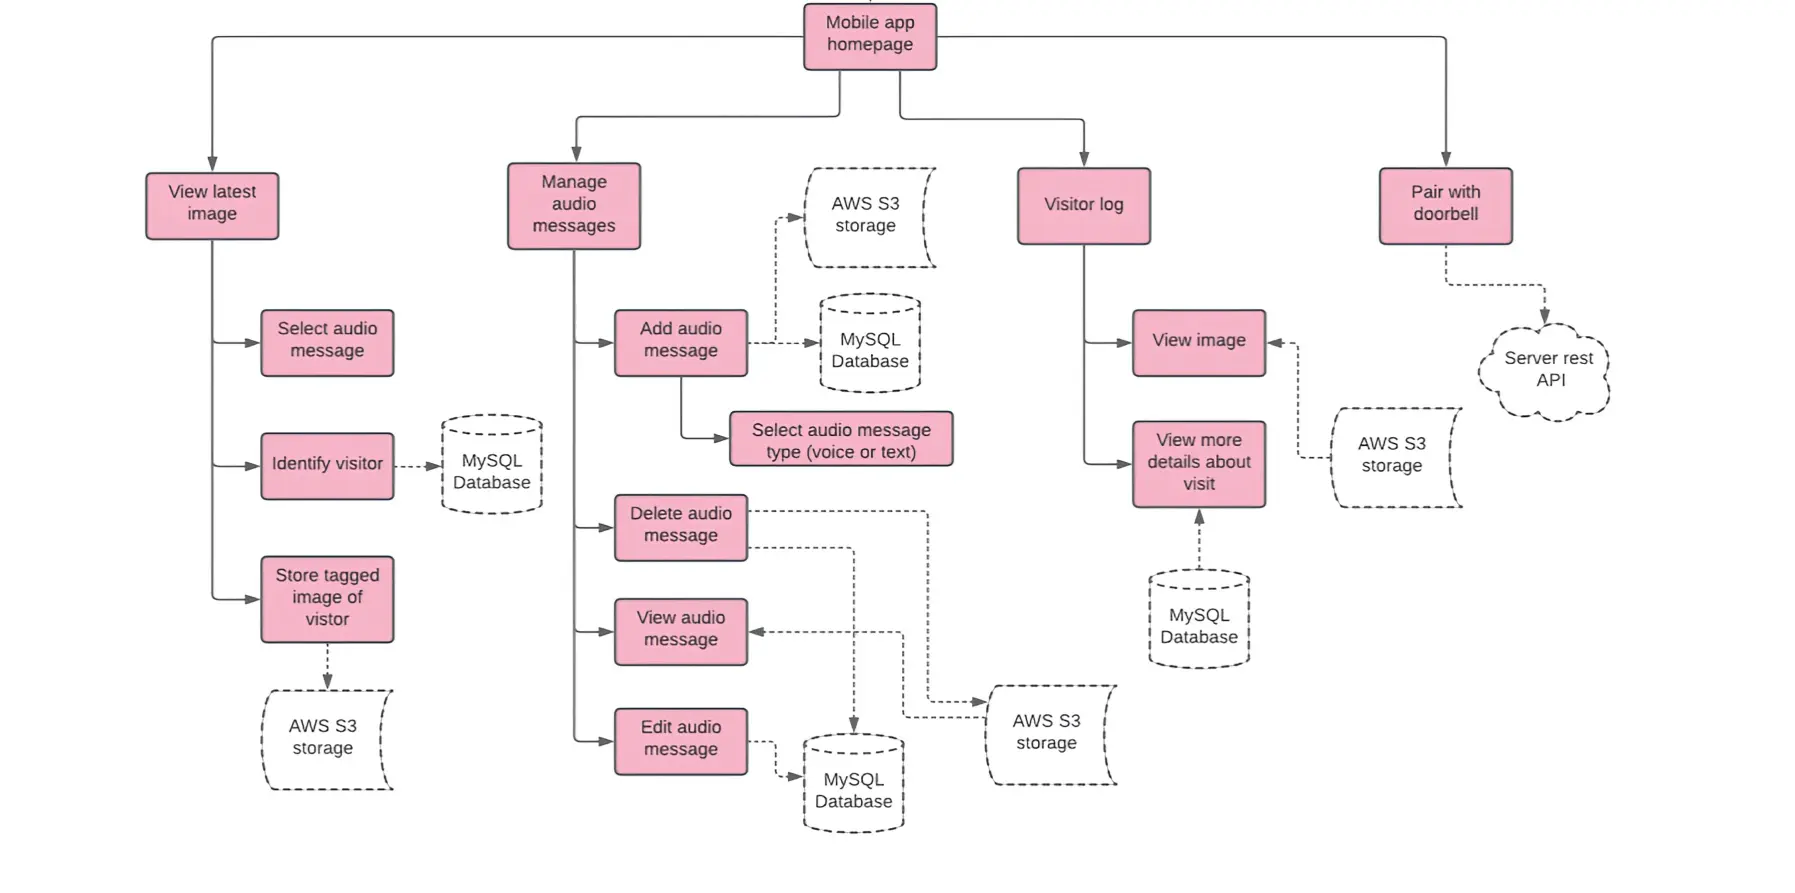 Mobile app
homepage
View latest
image
Manage
audio
messages
AWS S3
storage
Visitor log
Pair with
doorbell
Select audio
message
Add audio
message
MySQL
Database
View image
Server rest
API
Select audio message
type (voice or text)
Identify visitor
MySQL
Database
View more
details about
visit
AWS S3
storage
Delete audio
message
Store tagged
image of
vistor
View audio
message
MySQL
Database
AWS S3
storage
Edit audio
message
AWS S3
storage
MySQL
Database